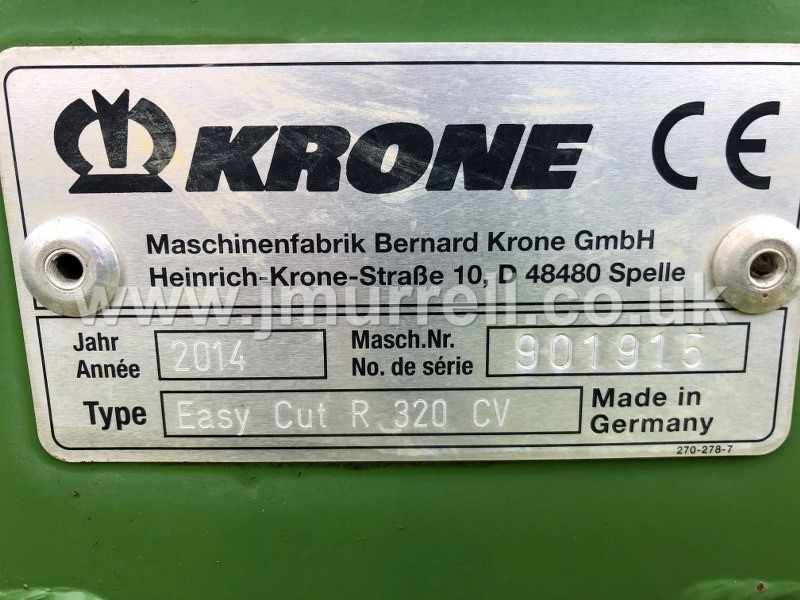 KRONE CE
Maschinenfabrik Bernard Krone GmbH
Heinrich-Krone-Straße 10, D 48480 Spelle
www.jmurrell.co.uk
Jahr
Année
2014
Masch.Nr.
No. de série
901915
Type
Easy Cut R 320 CV
Made in
Germany
270-278-7